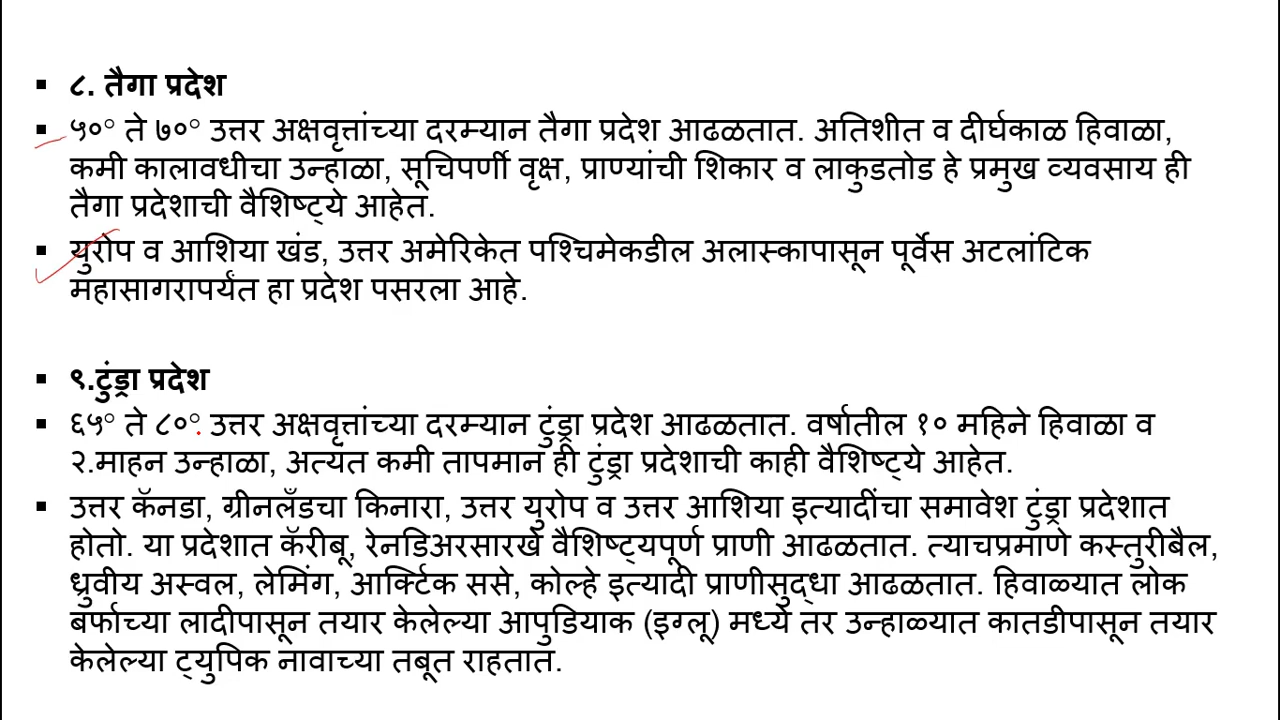 ▪ ८. तैगा प्रदेश
▪ ५०° ते ७०° उत्तर अक्षवृत्तांच्या दरम्यान तैगा प्रदेश आढळतात. अतिशीत व दीर्घकाळ हिवाळा,
कमी कालावधीचा उन्हाळा, सूचिपर्णी वृक्ष, प्राण्यांची शिकार व लाकुडतोड हे प्रमुख व्यवसाय ही
तैगा प्रदेशाची वैशिष्ट्ये आहेत.
▪ युरोप व आशिया खंड, उत्तर अमेरिकेत पश्चिमेकडील अलास्कापासून पूर्वेस अटलांटिक
महासागरापर्यंत हा प्रदेश पसरला आहे.
▪ ९.टुंड्रा प्रदेश
▪ ६५° ते ८०° उत्तर अक्षवृत्तांच्या दरम्यान टुंड्रा प्रदेश आढळतात. वर्षातील १० महिने हिवाळा व
२.माहन उन्हाळा, अत्यंत कमी तापमान ही टुंड्रा प्रदेशाची काही वैशिष्ट्ये आहेत.
▪ उत्तर कॅनडा, ग्रीनलँडचा किनारा, उत्तर युरोप व उत्तर आशिया इत्यादींचा समावेश टुंड्रा प्रदेशात
होतो. या प्रदेशात कॅरीबू, रेनडिअरसारखे वैशिष्ट्यपूर्ण प्राणी आढळतात. त्याचप्रमाणे कस्तुरीबैल,
ध्रुवीय अस्वल, लेमिंग, आर्क्टिक ससे, कोल्हे इत्यादी प्राणीसुद्धा आढळतात. हिवाळ्यात लोक
बर्फाच्या लादीपासून तयार केलेल्या आपुडियाक (इग्लू) मध्ये तर उन्हाळ्यात कातडीपासून तयार
केलेल्या ट्युपिक नावाच्या तंबूत राहतात.